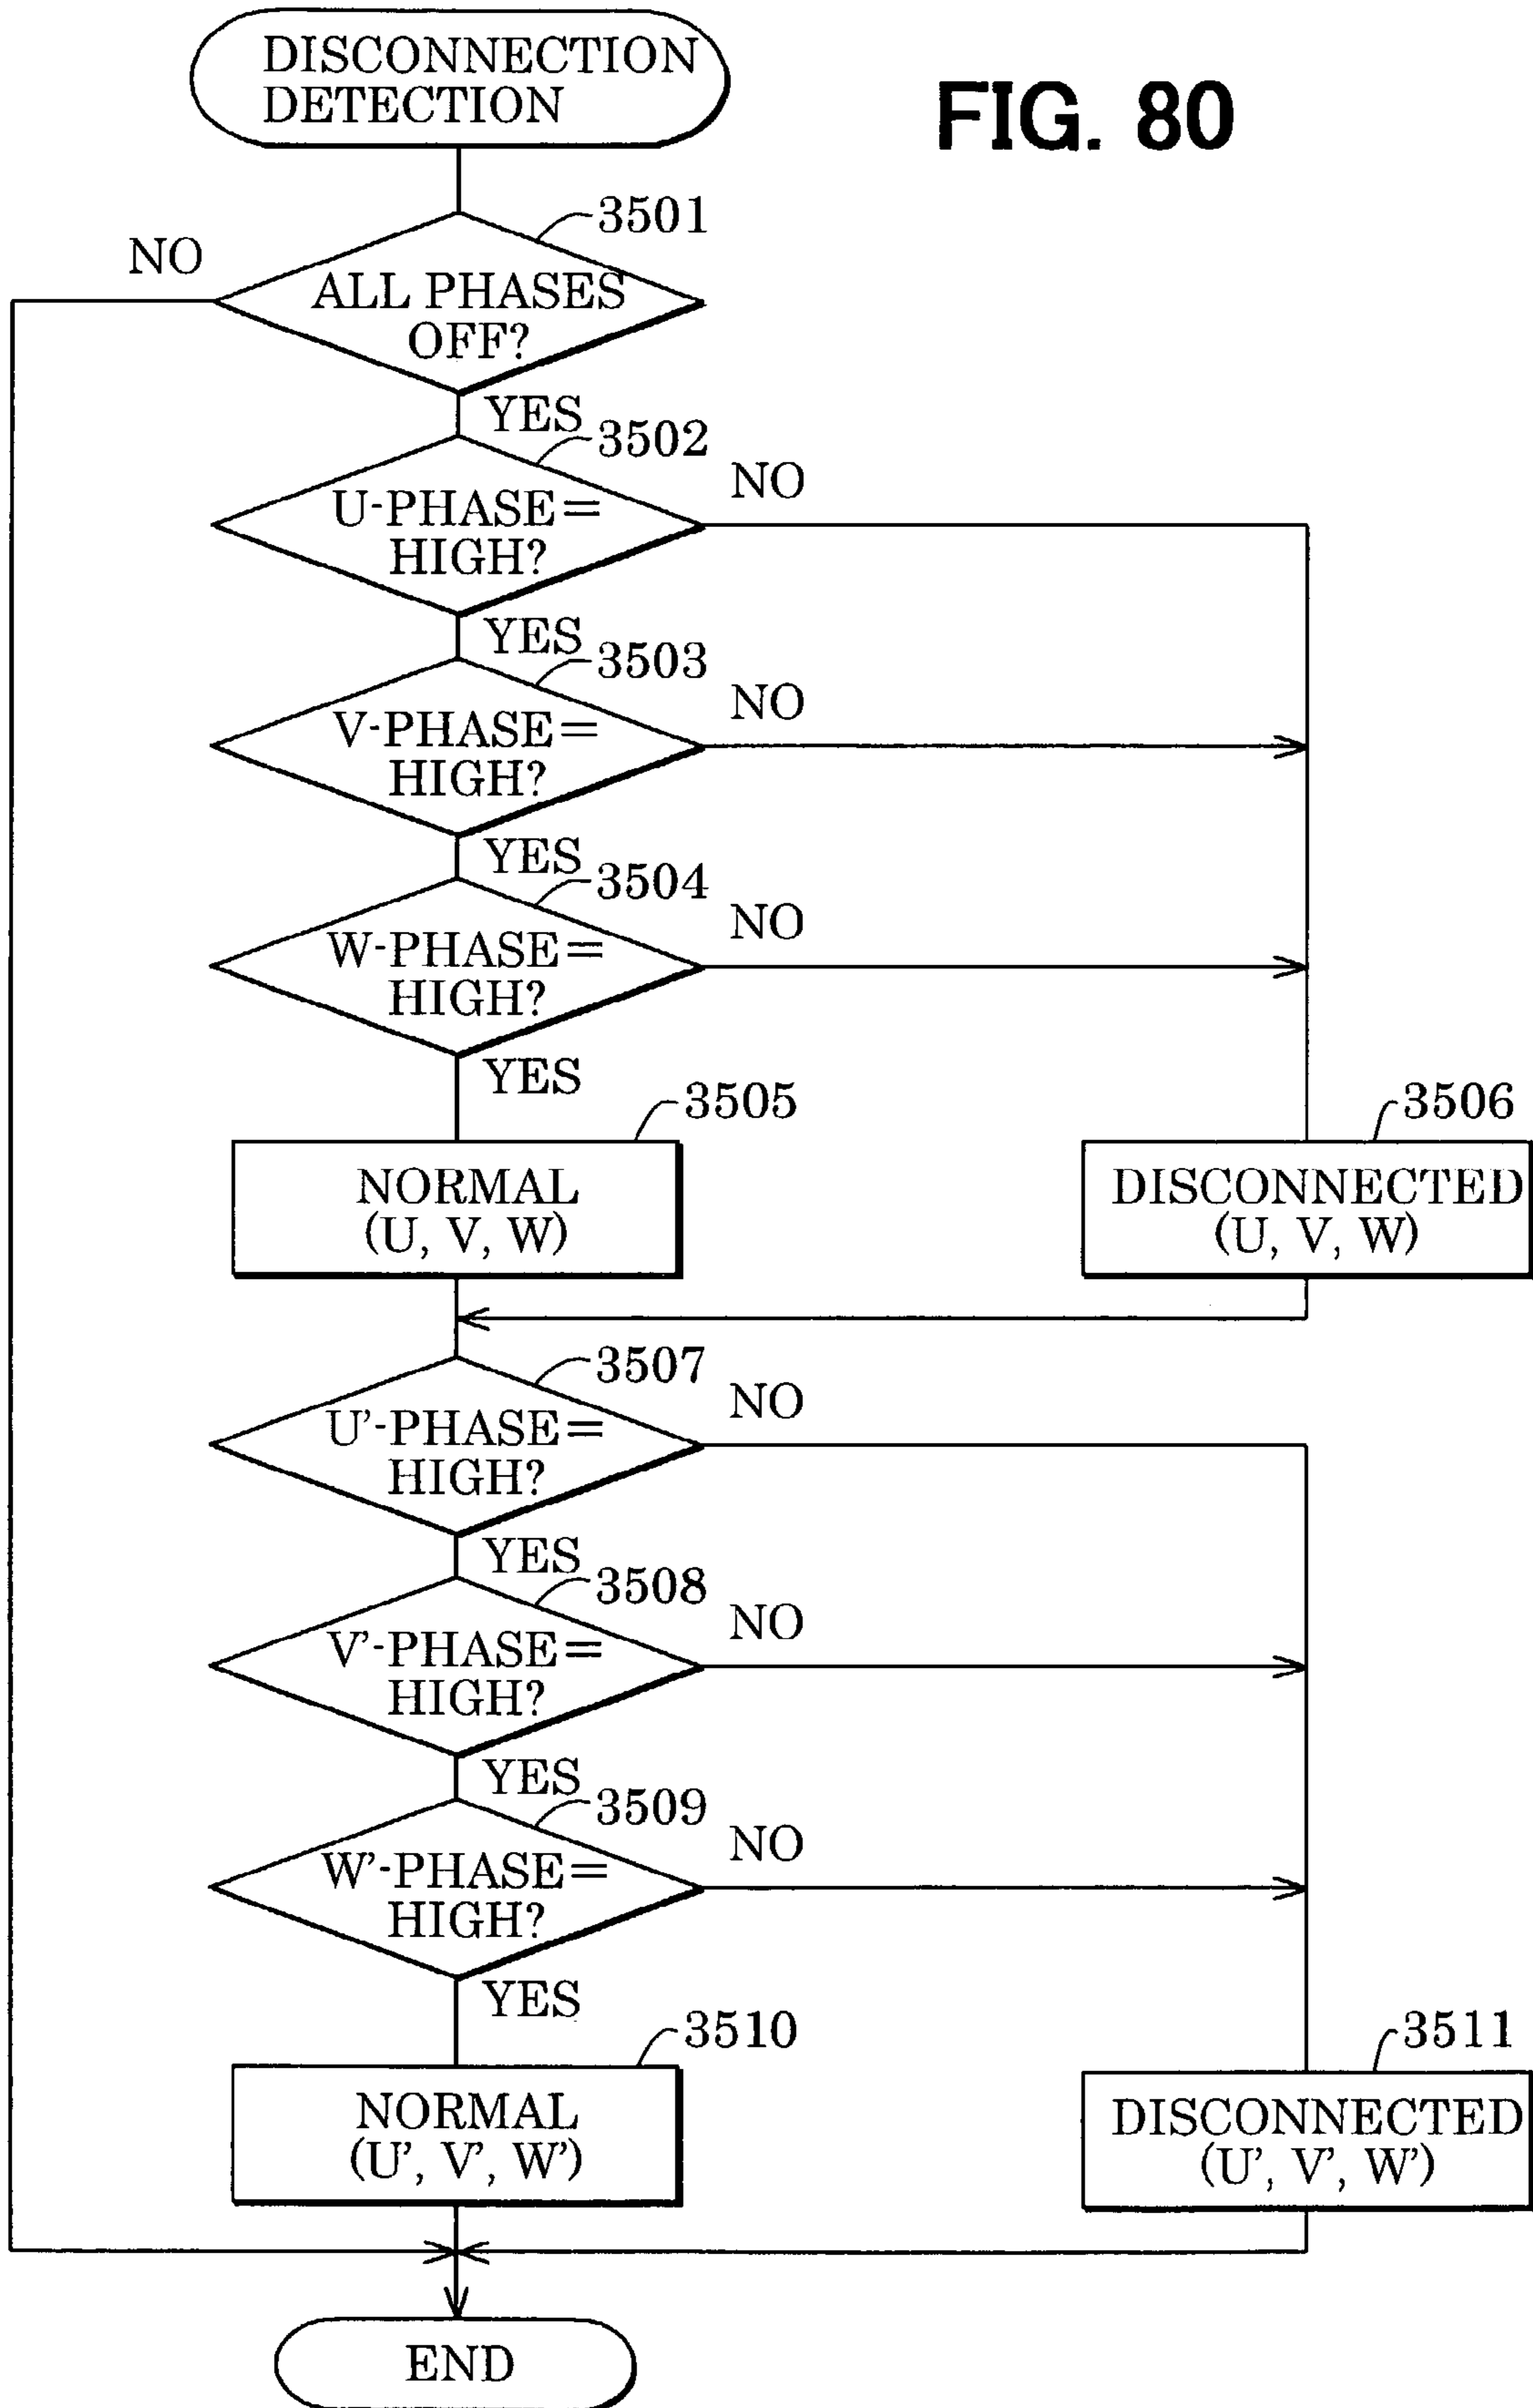 DISCONNECTION
DETECTION
FIG. 80
3501
NO
ALL PHASES
OFF?
YES
3502
NO
U-PHASE=
HIGH?
YES
3503
NO
V-PHASE=
HIGH?
YES
3504
NO
W-PHASE=
HIGH?
YES
3505
3506
NORMAL
(U, V, W)
DISCONNECTED
(U, V, W)
3507
NO
U'-PHASE=
HIGH?
YES
3508
NO
V'-PHASE=
HIGH?
YES
3509
NO
W'-PHASE=
HIGH?
YES
3510
3511
NORMAL
(U', V', W')
DISCONNECTED
(U', V', W')
END